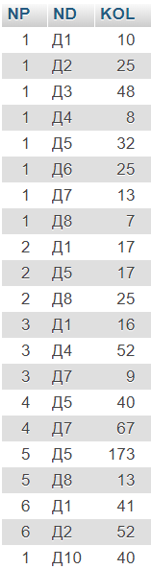 NP ND KOL
1 Д1 10
1 Д2 25
1 Д3 48
1 Д4 8
1 Д5 32
1 Д6 25
1 Д7 13
1 Д8 7
2 Д1 17
2 Д5 17
2 Д8 25
3 Д1 16
3 Д4 52
3 Д7 9
4 Д5 40
4 Д7 67
5 Д5 173
5 Д8 13
6 Д1 41
6 Д2 52
1 Д10 40